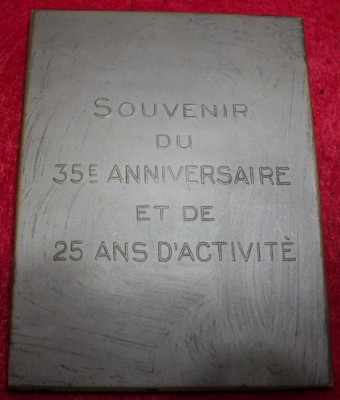 SOUVENIR
DU
35E ANNIVERSAIRE
ET DE
25 ANS D'ACTIVITÈ